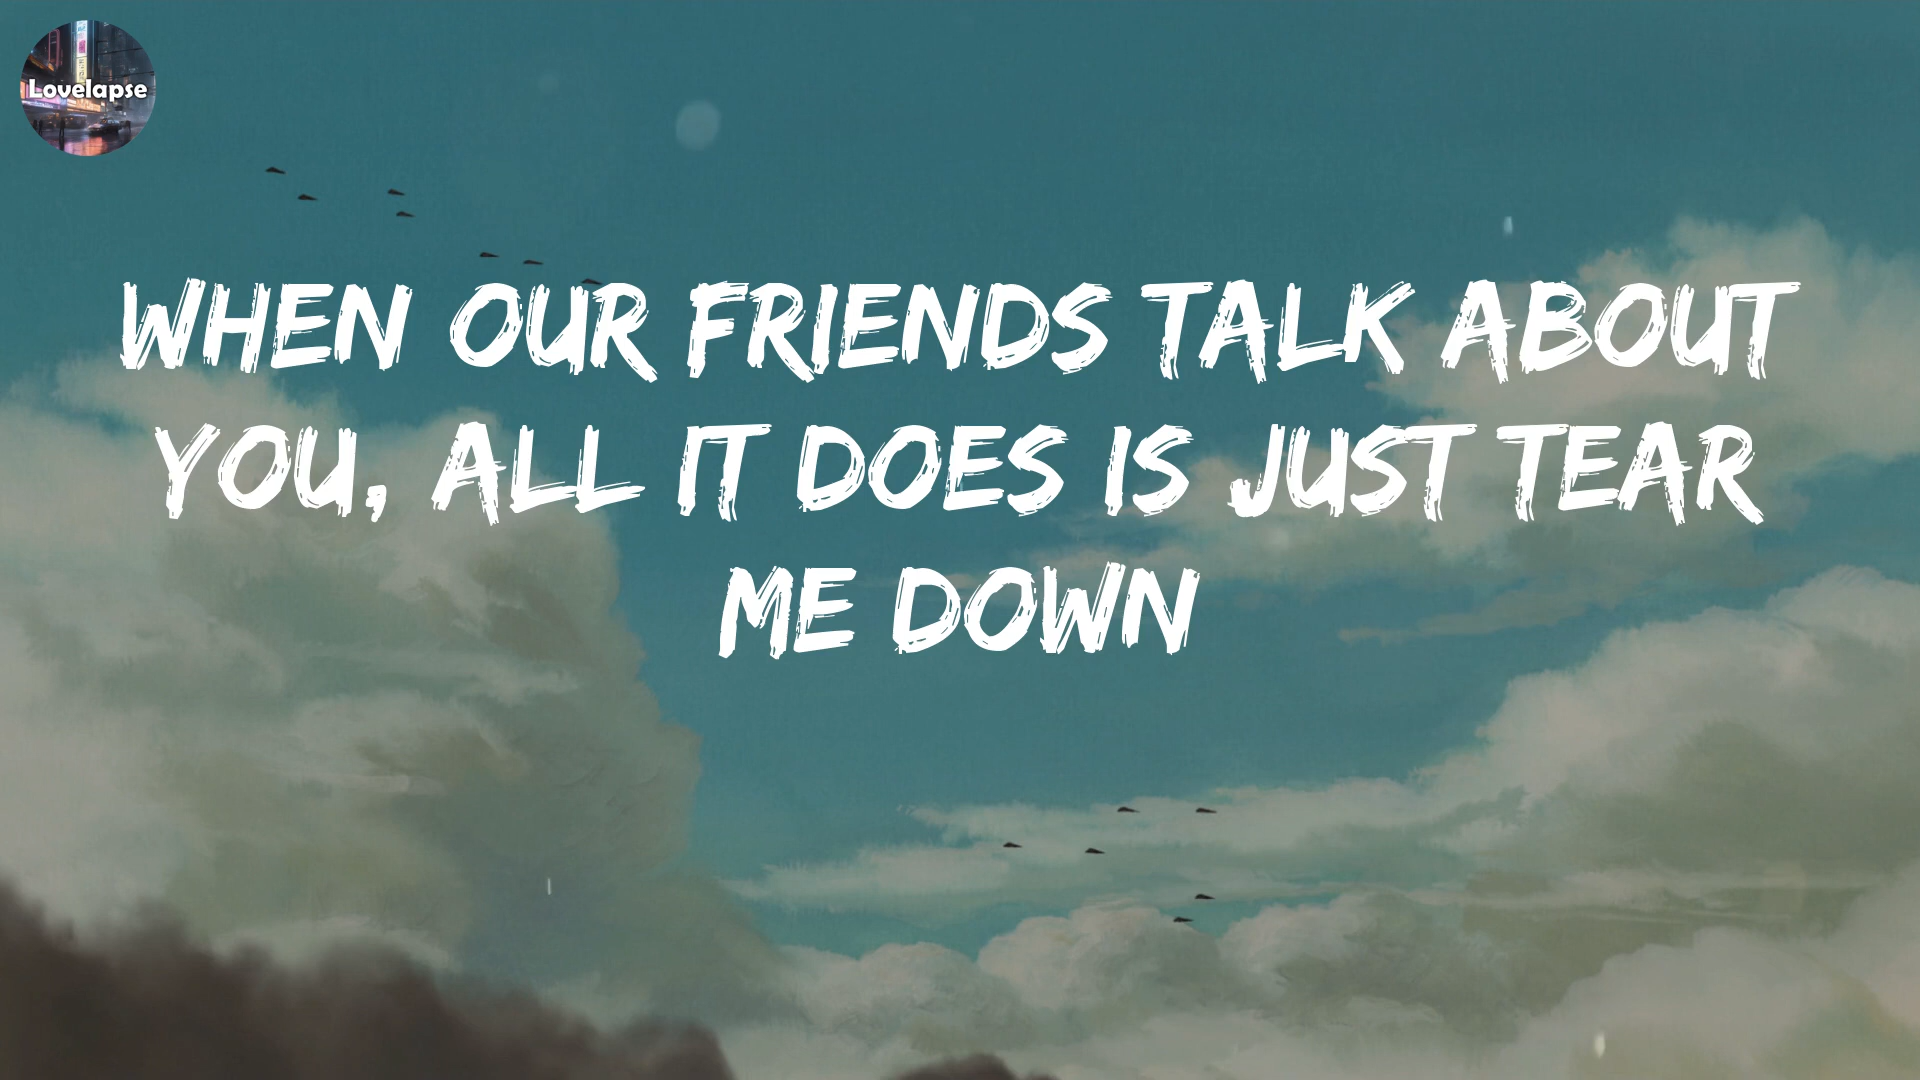 Lovelapse
WHEN OUR FRIENDS TALK ABOUT
YOU, ALL IT DOES IS JUST TEAR
ME DOWN